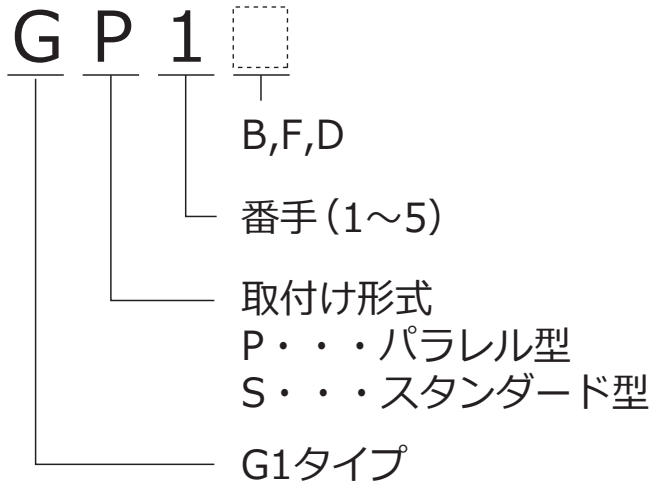 GP1
B,F,D
番手(1～5)
取付け形式
P・・・パラレル型
S・・・スタンダード型
G1タイプ